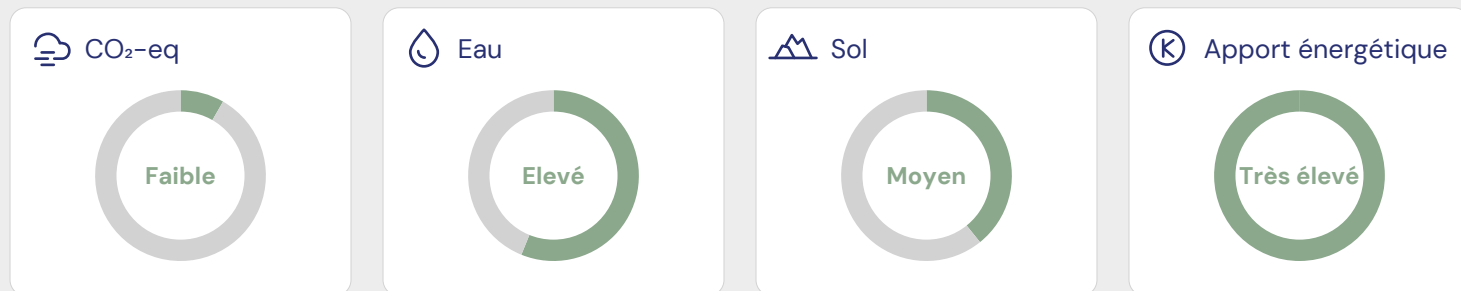 CO₂-eq
Eau
Sol
Apport énergétique
Faible
Elevé
Moyen
Très élevé